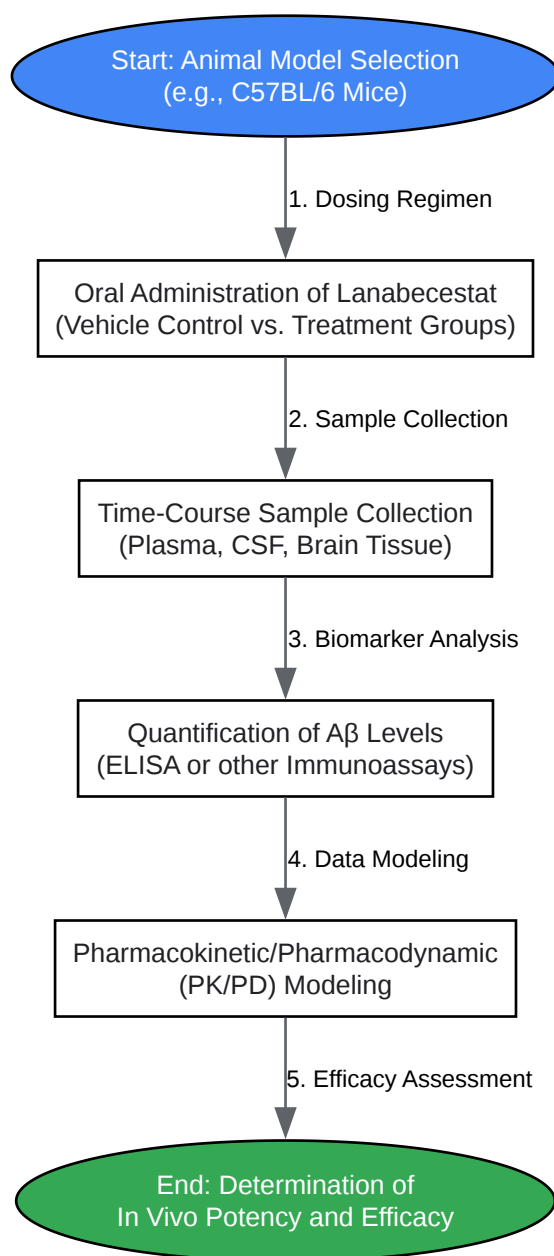 Start: Animal Model Selection
(e.g., C57BL/6 Mice)
1. Dosing Regimen
Oral Administration of Lanabecestat
(Vehicle Control vs. Treatment Groups)
2. Sample Collection
Time-Course Sample Collection
(Plasma, CSF, Brain Tissue)
3. Biomarker Analysis
Quantification of Aβ Levels
(ELISA or other Immunoassays)
4. Data Modeling
Pharmacokinetic/Pharmacodynamic
(PK/PD) Modeling
5. Efficacy Assessment
End: Determination of
In Vivo Potency and Efficacy